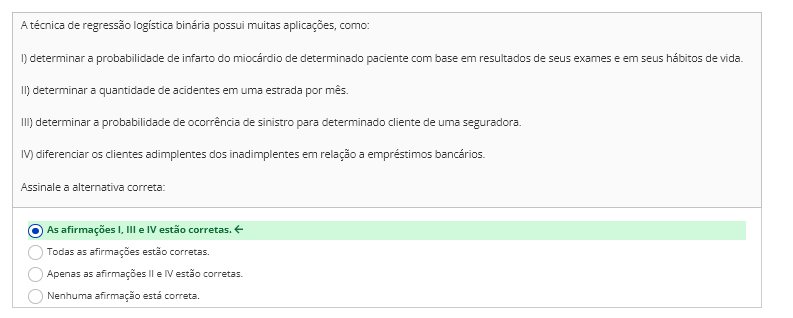 A técnica de regressão logística binária possui muitas aplicações, como:
I) determinar a probabilidade de infarto do miocárdio de determinado paciente com base em resultados de seus exames e em seus hábitos de vida.
II) determinar a quantidade de acidentes em uma estrada por mês.
III) determinar a probabilidade de ocorrência de sinistro para determinado cliente de uma seguradora.
IV) diferenciar os clientes adimplentes dos inadimplentes em relação a empréstimos bancários.
Assinale a alternativa correta:
As afirmações I, III e IV estão corretas. ←
Todas as afirmações estão corretas.
Apenas as afirmações II e IV estão corretas.
Nenhuma afirmação está correta.